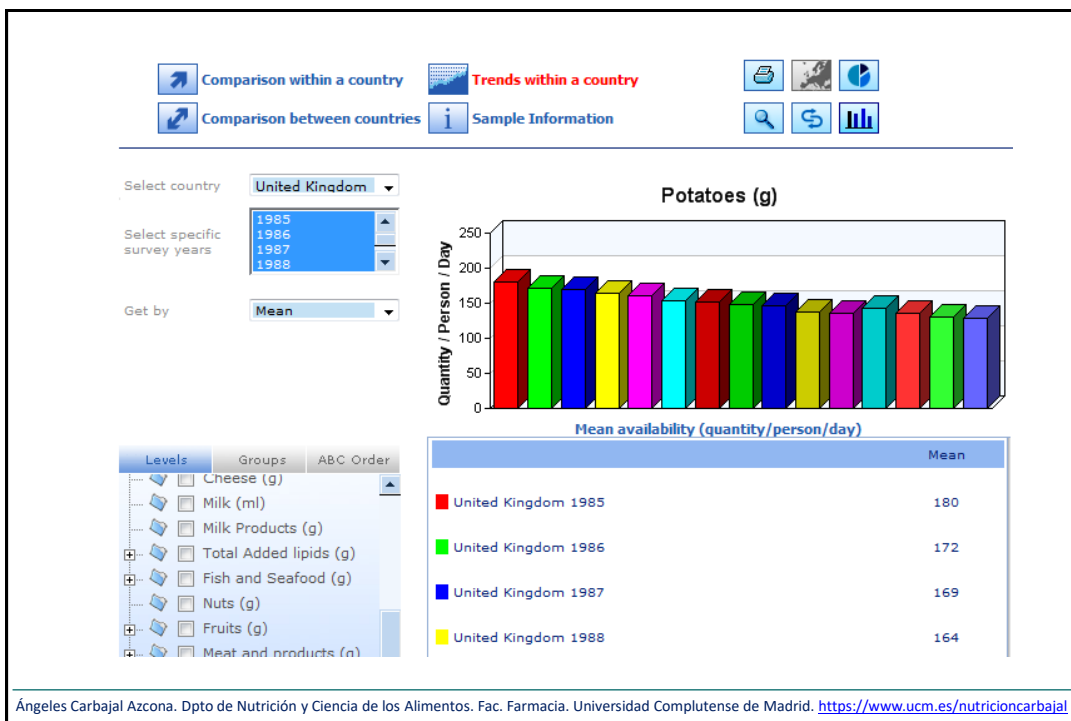 Comparison within a country
Trends within a country
Comparison between countries
i
Sample Information
Select country
United Kingdom
Select specific
survey years
1985
1986
1987
1988
Get by
Mean
Potatoes (g)
Quantity / Person / Day
250
200
150
100
50
0
Mean availability (quantity/person/day)
Levels
Groups
ABC Order
Cheese (g)
Milk (ml)
Milk Products (g)
Total Added lipids (g)
Fish and Seafood (g)
Nuts (g)
Fruits (g)
Meat and products (g)
Mean
United Kingdom 1985 180
United Kingdom 1986 172
United Kingdom 1987 169
United Kingdom 1988 164
Ángeles Carbajal Azcona. Dpto de Nutrición y Ciencia de los Alimentos. Fac. Farmacia. Universidad Complutense de Madrid. https://www.ucm.es/nutricioncarbajal